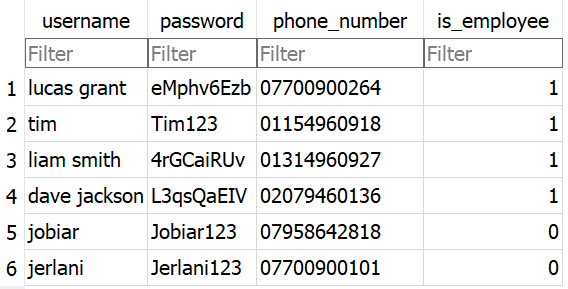 username password phone_number is_employee
Filter Filter Filter Filter
1 lucas grant eMphv6Ezb 07700900264 1
2 tim Tim123 01154960918 1
3 liam smith 4rGCaiRUv 01314960927 1
4 dave jackson L3qsQaEIV 02079460136 1
5 jobiar Jobiar123 07958642818 0
6 jerlani Jerlani123 07700900101 0